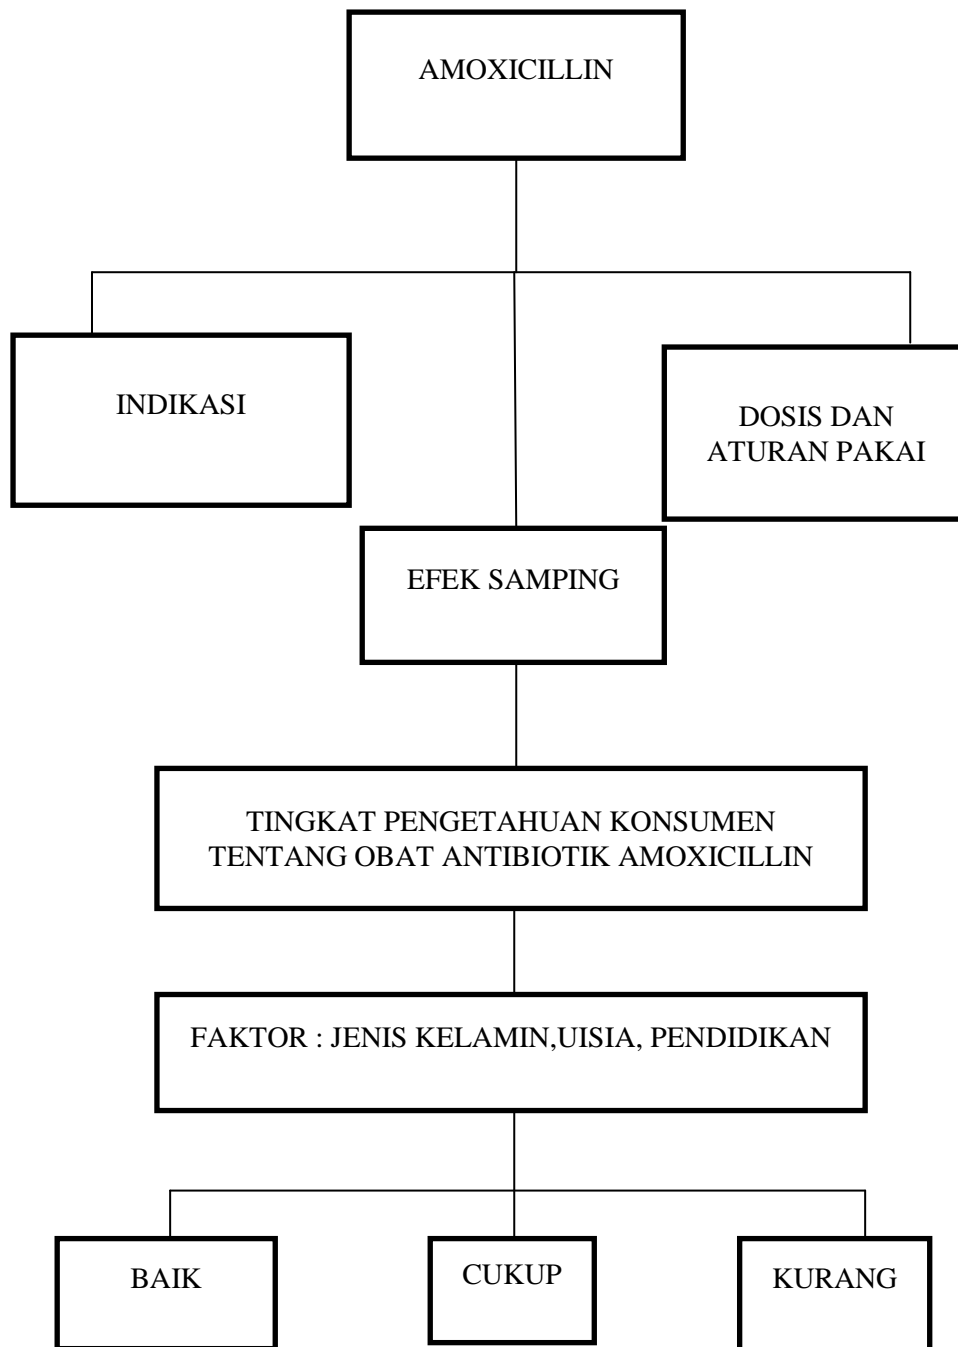 AMOXICILLIN
INDIKASI
DOSIS DAN
ATURAN PAKAI
EFEK SAMPING
TINGKAT PENGETAHUAN KONSUMEN
TENTANG OBAT ANTIBIOTIK AMOXICILLIN
FAKTOR : JENIS KELAMIN,UISIA, PENDIDIKAN
BAIK
CUKUP
KURANG